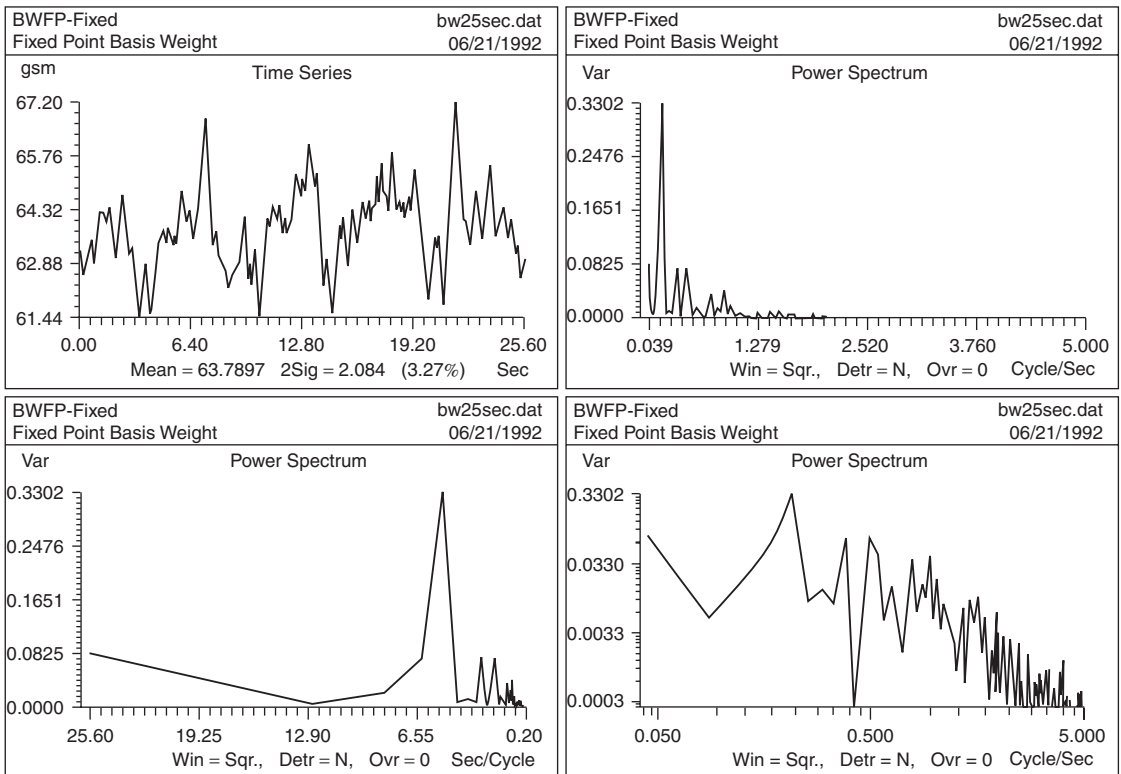 BWFP-Fixed bw25sec.dat
Fixed Point Basis Weight 06/21/1992
gsm Time Series
67.20
65.76
64.32
62.88
61.44
0.00 6.40 12.80 19.20 25.60
Mean = 63.7897 2Sig = 2.084 (3.27%) Sec
BWFP-Fixed bw25sec.dat
Fixed Point Basis Weight 06/21/1992
Var Power Spectrum
0.3302
0.2476
0.1651
0.0825
0.0000
0.039 1.279 2.520 3.760 5.000
Win = Sqr., Detr = N, Ovr = 0 Cycle/Sec
BWFP-Fixed bw25sec.dat
Fixed Point Basis Weight 06/21/1992
Var Power Spectrum
0.3302
0.2476
0.1651
0.0825
0.0000
25.60 19.25 12.90 6.55 0.20
Win = Sqr., Detr = N, Ovr = 0 Sec/Cycle
BWFP-Fixed bw25sec.dat
Fixed Point Basis Weight 06/21/1992
Var Power Spectrum
0.3302
0.0330
0.0033
0.0003
0.050 0.500 5.000
Win = Sqr., Detr = N, Ovr = 0 Cycle/Sec